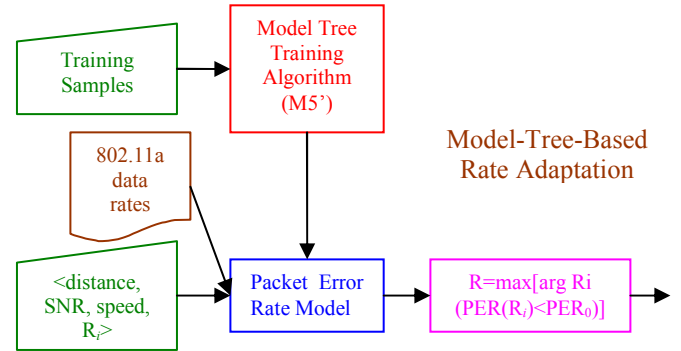 Training
Samples
Model Tree
Training
Algorithm
(M5’)
Model-Tree-Based
Rate Adaptation
802.11a
data
rates
<distance,
SNR, speed,
Ri>
Packet Error
Rate Model
R=max[arg Ri
(PER(Ri)<PER0)]